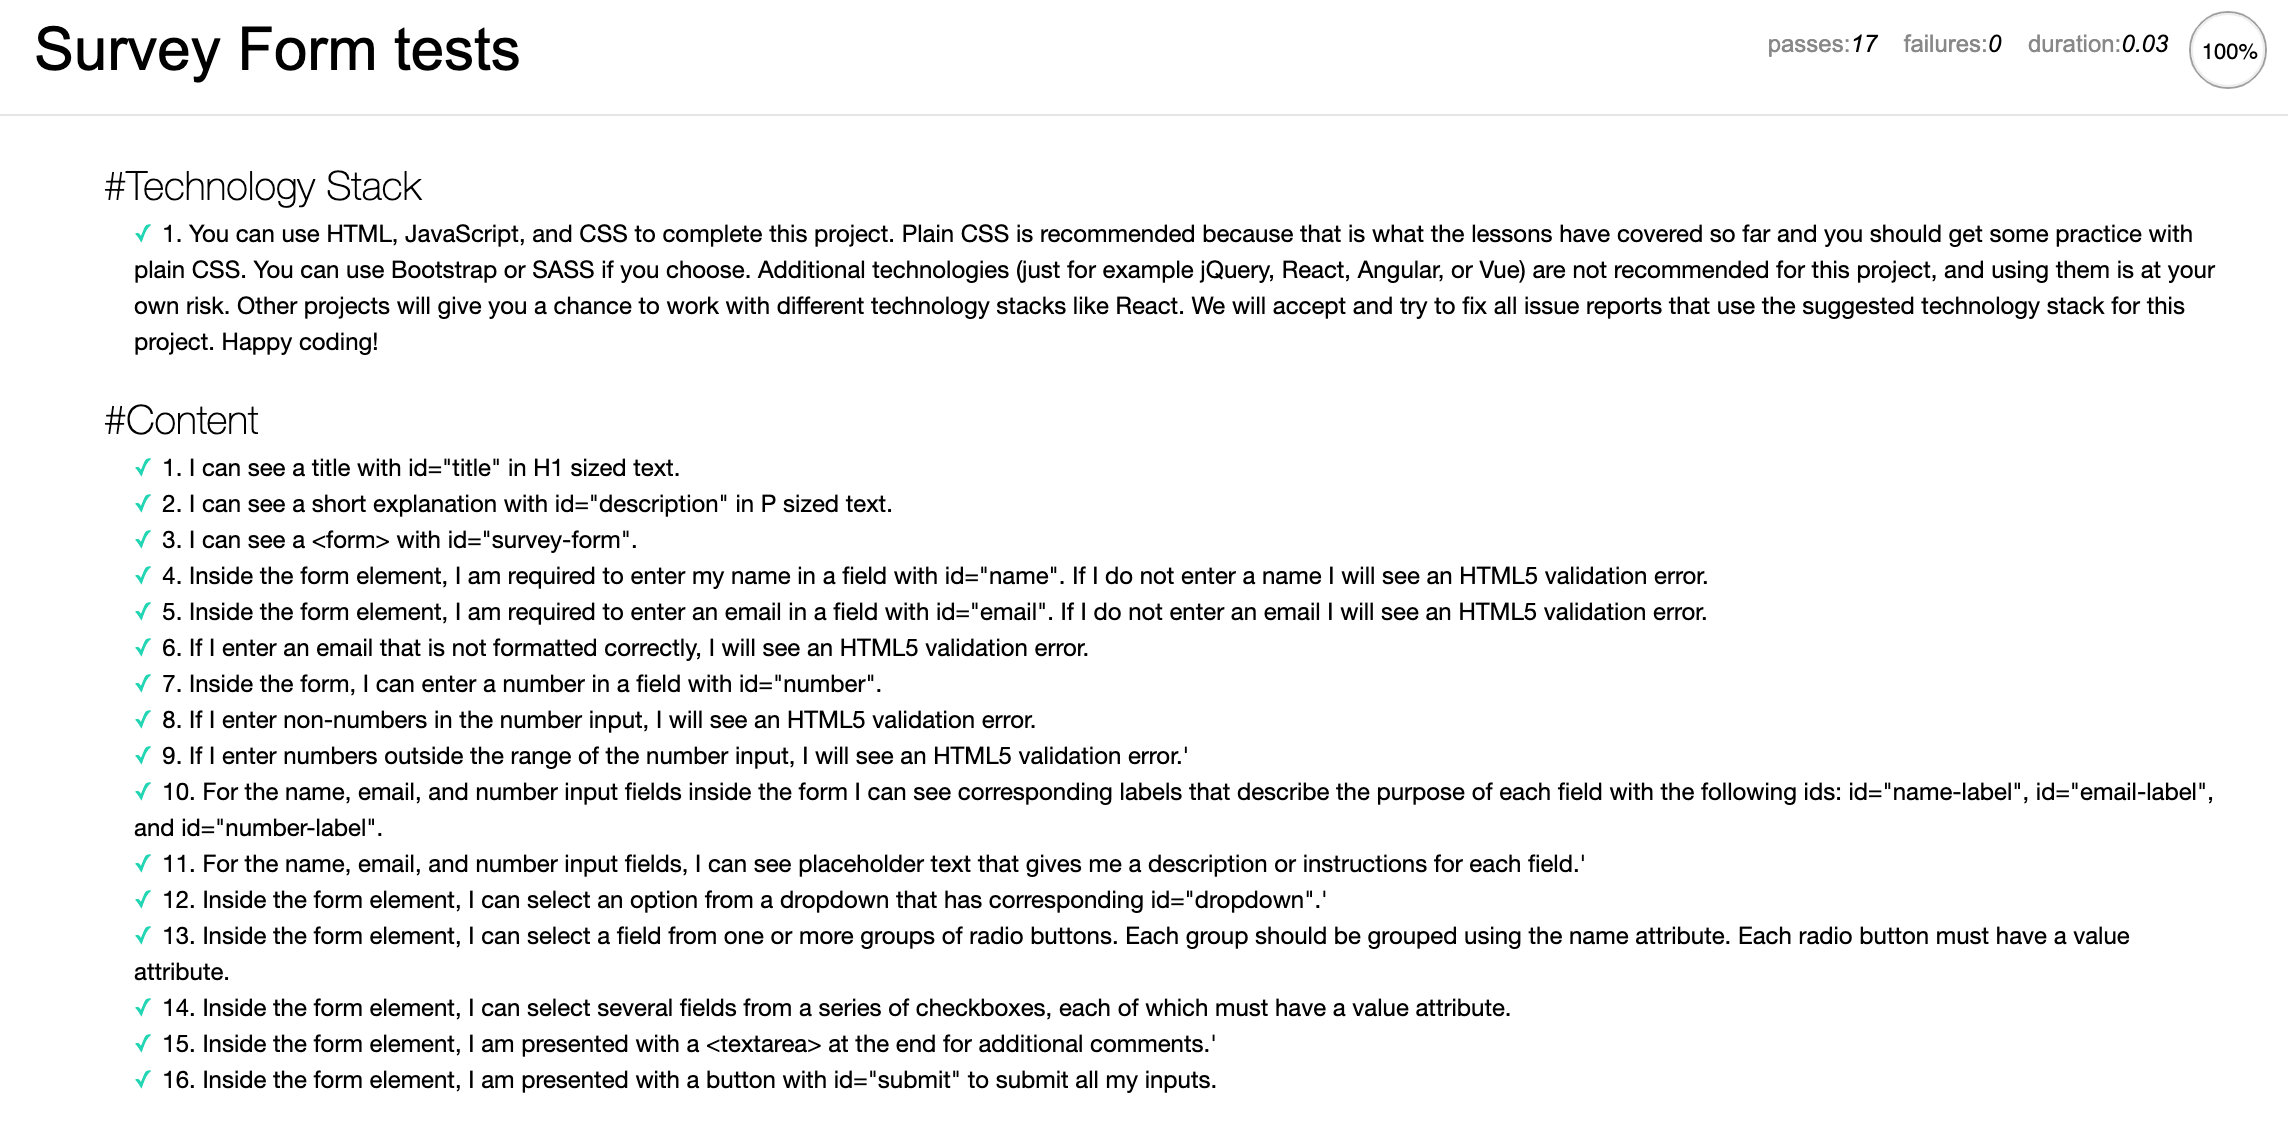 Survey Form tests
passes:17 failures:0 duration:0.03 100%
#Technology Stack
✓ 1. You can use HTML, JavaScript, and CSS to complete this project. Plain CSS is recommended because that is what the lessons have covered so far and you should get some practice with
plain CSS. You can use Bootstrap or SASS if you choose. Additional technologies (just for example jQuery, React, Angular, or Vue) are not recommended for this project, and using them is at your
own risk. Other projects will give you a chance to work with different technology stacks like React. We will accept and try to fix all issue reports that use the suggested technology stack for this
project. Happy coding!
#Content
✓ 1. I can see a title with id="title" in H1 sized text.
✓ 2. I can see a short explanation with id="description" in P sized text.
✓ 3. I can see a <form> with id="survey-form".
✓ 4. Inside the form element, I am required to enter my name in a field with id="name". If I do not enter a name I will see an HTML5 validation error.
✓ 5. Inside the form element, I am required to enter an email in a field with id="email". If I do not enter an email I will see an HTML5 validation error.
✓ 6. If I enter an email that is not formatted correctly, I will see an HTML5 validation error.
✓ 7. Inside the form, I can enter a number in a field with id="number".
✓ 8. If I enter non-numbers in the number input, I will see an HTML5 validation error.
✓ 9. If I enter numbers outside the range of the number input, I will see an HTML5 validation error.'
✓ 10. For the name, email, and number input fields inside the form I can see corresponding labels that describe the purpose of each field with the following ids: id="name-label", id="email-label",
and id="number-label".
✓ 11. For the name, email, and number input fields, I can see placeholder text that gives me a description or instructions for each field.'
✓ 12. Inside the form element, I can select an option from a dropdown that has corresponding id="dropdown".'
✓ 13. Inside the form element, I can select a field from one or more groups of radio buttons. Each group should be grouped using the name attribute. Each radio button must have a value
attribute.
✓ 14. Inside the form element, I can select several fields from a series of checkboxes, each of which must have a value attribute.
✓ 15. Inside the form element, I am presented with a <textarea> at the end for additional comments.'
✓ 16. Inside the form element, I am presented with a button with id="submit" to submit all my inputs.